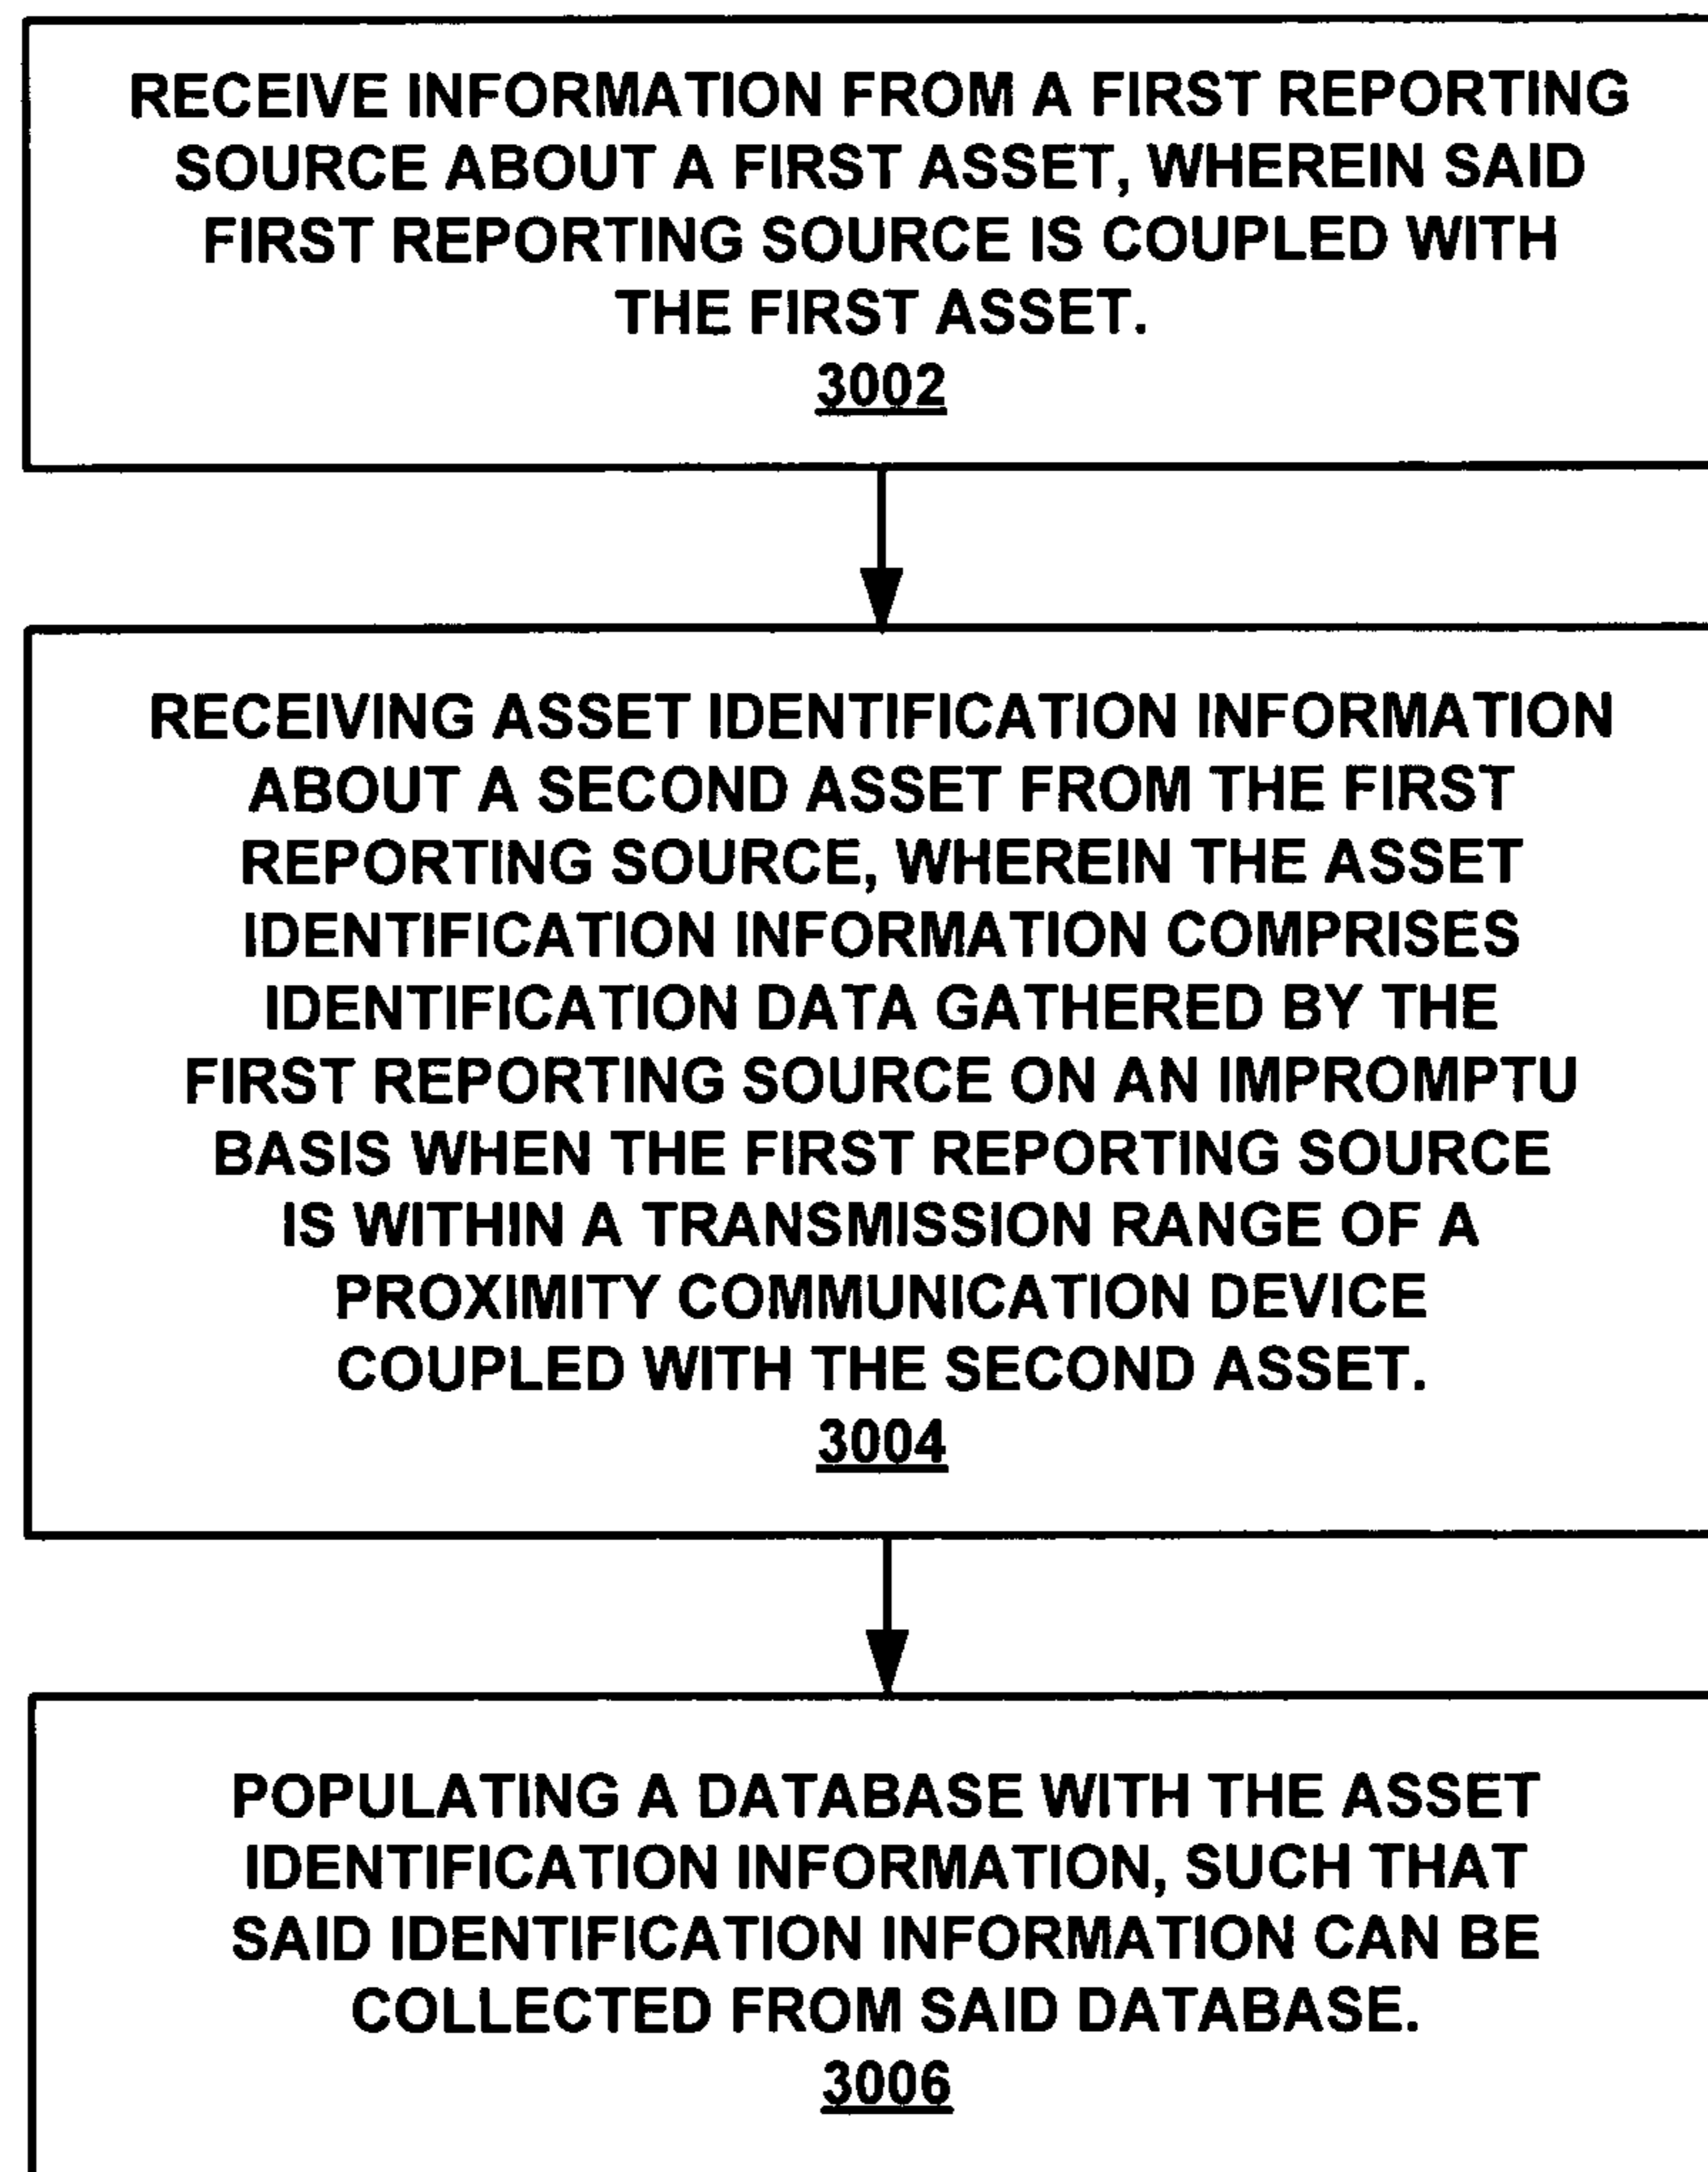 RECEIVE INFORMATION FROM A FIRST REPORTING
SOURCE ABOUT A FIRST ASSET, WHEREIN SAID
FIRST REPORTING SOURCE IS COUPLED WITH
THE FIRST ASSET.
3002
RECEIVING ASSET IDENTIFICATION INFORMATION
ABOUT A SECOND ASSET FROM THE FIRST
REPORTING SOURCE, WHEREIN THE ASSET
IDENTIFICATION INFORMATION COMPRISES
IDENTIFICATION DATA GATHERED BY THE
FIRST REPORTING SOURCE ON AN IMPROMPTU
BASIS WHEN THE FIRST REPORTING SOURCE
IS WITHIN A TRANSMISSION RANGE OF A
PROXIMITY COMMUNICATION DEVICE
COUPLED WITH THE SECOND ASSET.
3004
POPULATING A DATABASE WITH THE ASSET
IDENTIFICATION INFORMATION, SUCH THAT
SAID IDENTIFICATION INFORMATION CAN BE
COLLECTED FROM SAID DATABASE.
3006